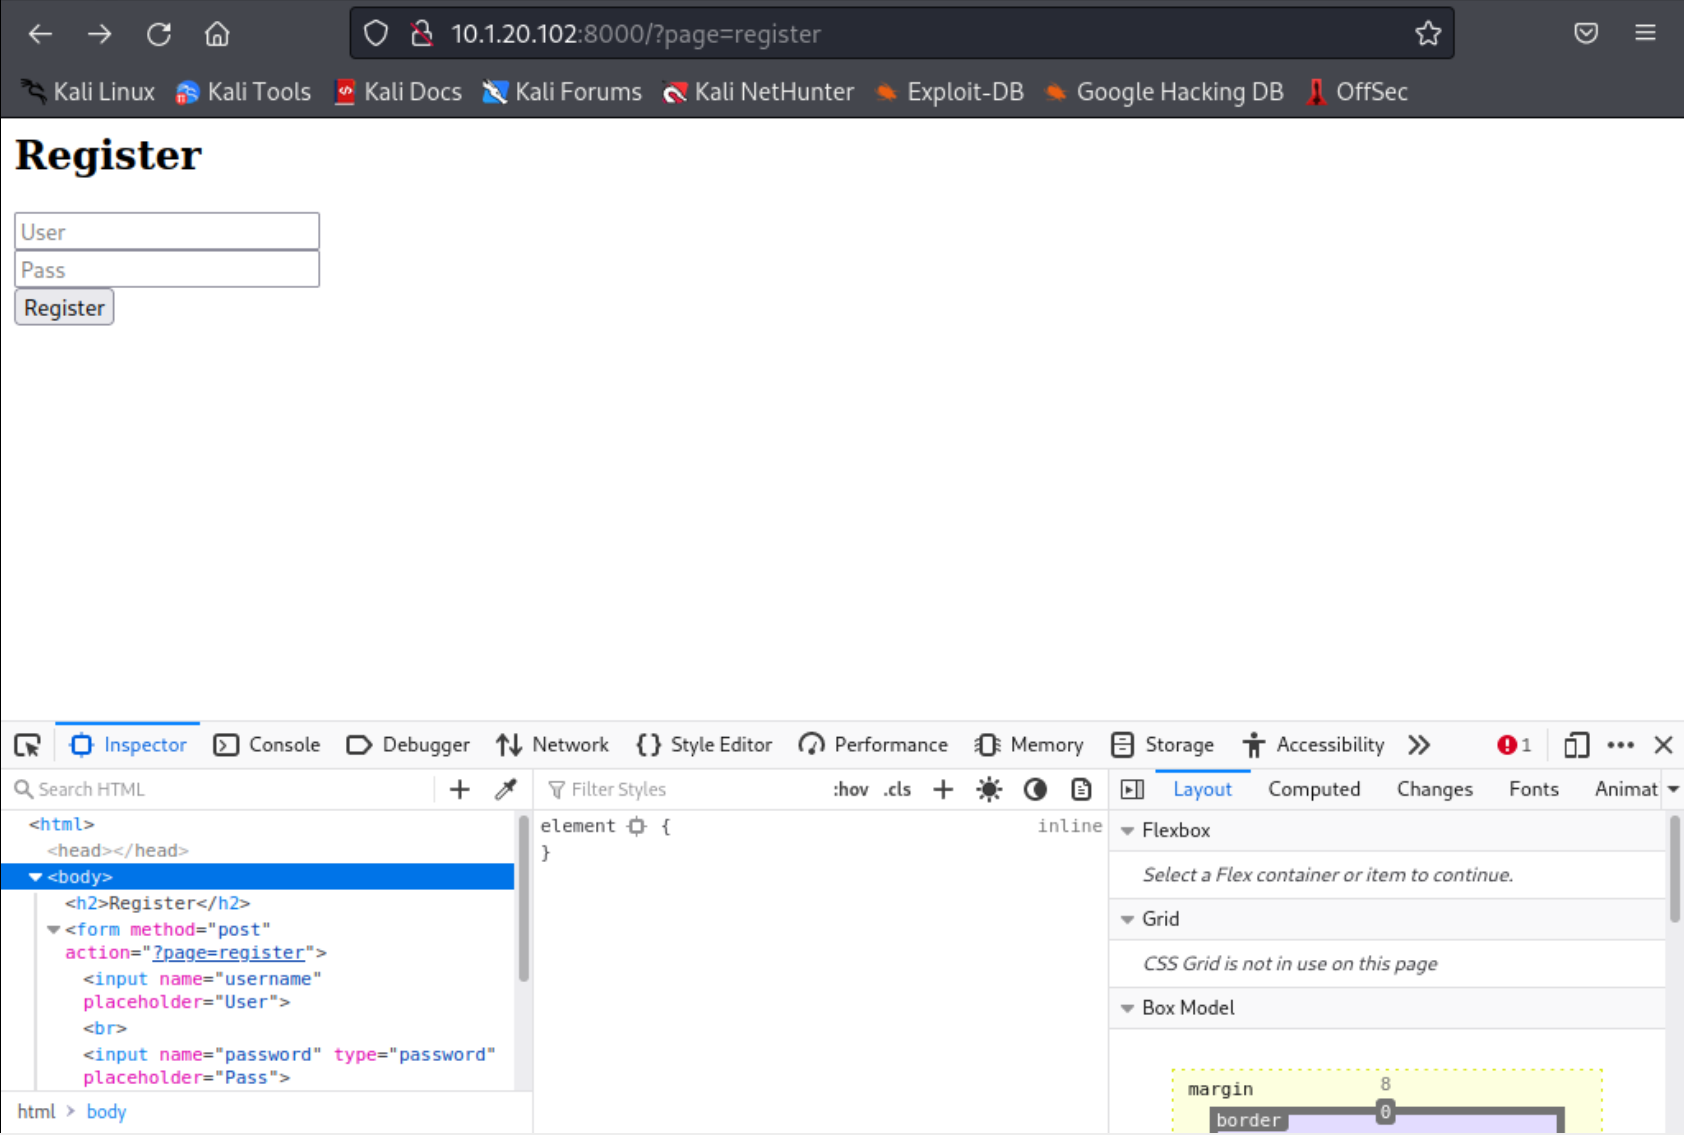 10.1.20.102:8000/?page=register
Kali Linux Kali Tools Kali Docs Kali Forums Kali NetHunter Exploit-DB Google Hacking DB OffSec
Register
User
Pass
Register
Inspector Console Debugger Network Style Editor Performance Memory Storage Accessibility 1
Search HTML
Filter Styles :hov .cls
Layout Computed Changes Fonts Animat
<html>
<head></head>
<body>
<h2>Register</h2>
<form method="post"
action="?page=register">
<input name="username"
placeholder="User">
<br>
<input name="password" type="password"
placeholder="Pass">
html > body
element {
inline
}
Flexbox
Select a Flex container or item to continue.
Grid
CSS Grid is not in use on this page
Box Model
margin 8
border 0